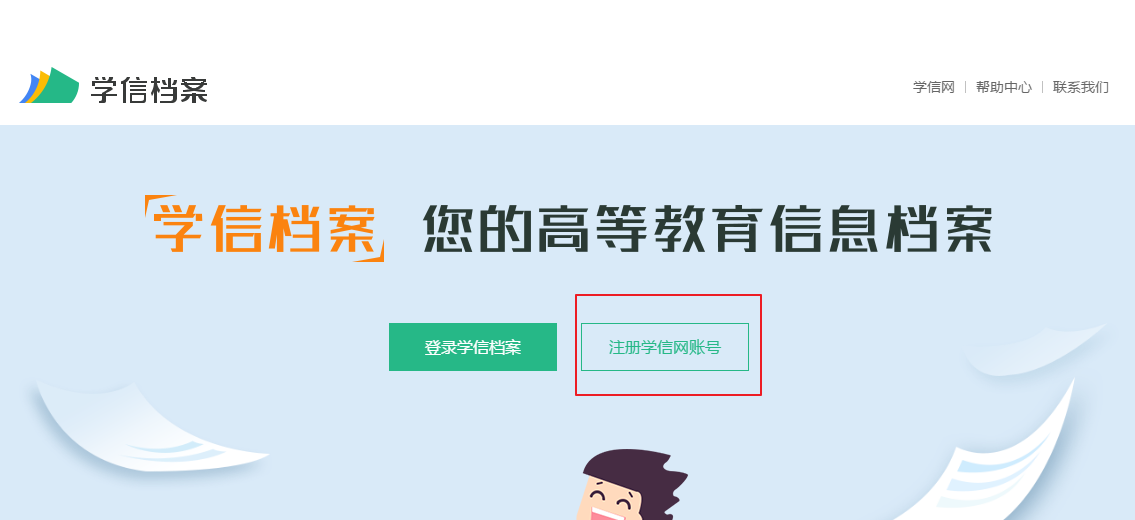 学信档案
学信网 | 帮助中心 | 联系我们
学信档案 您的高等教育信息档案
登录学信档案 注册学信网账号